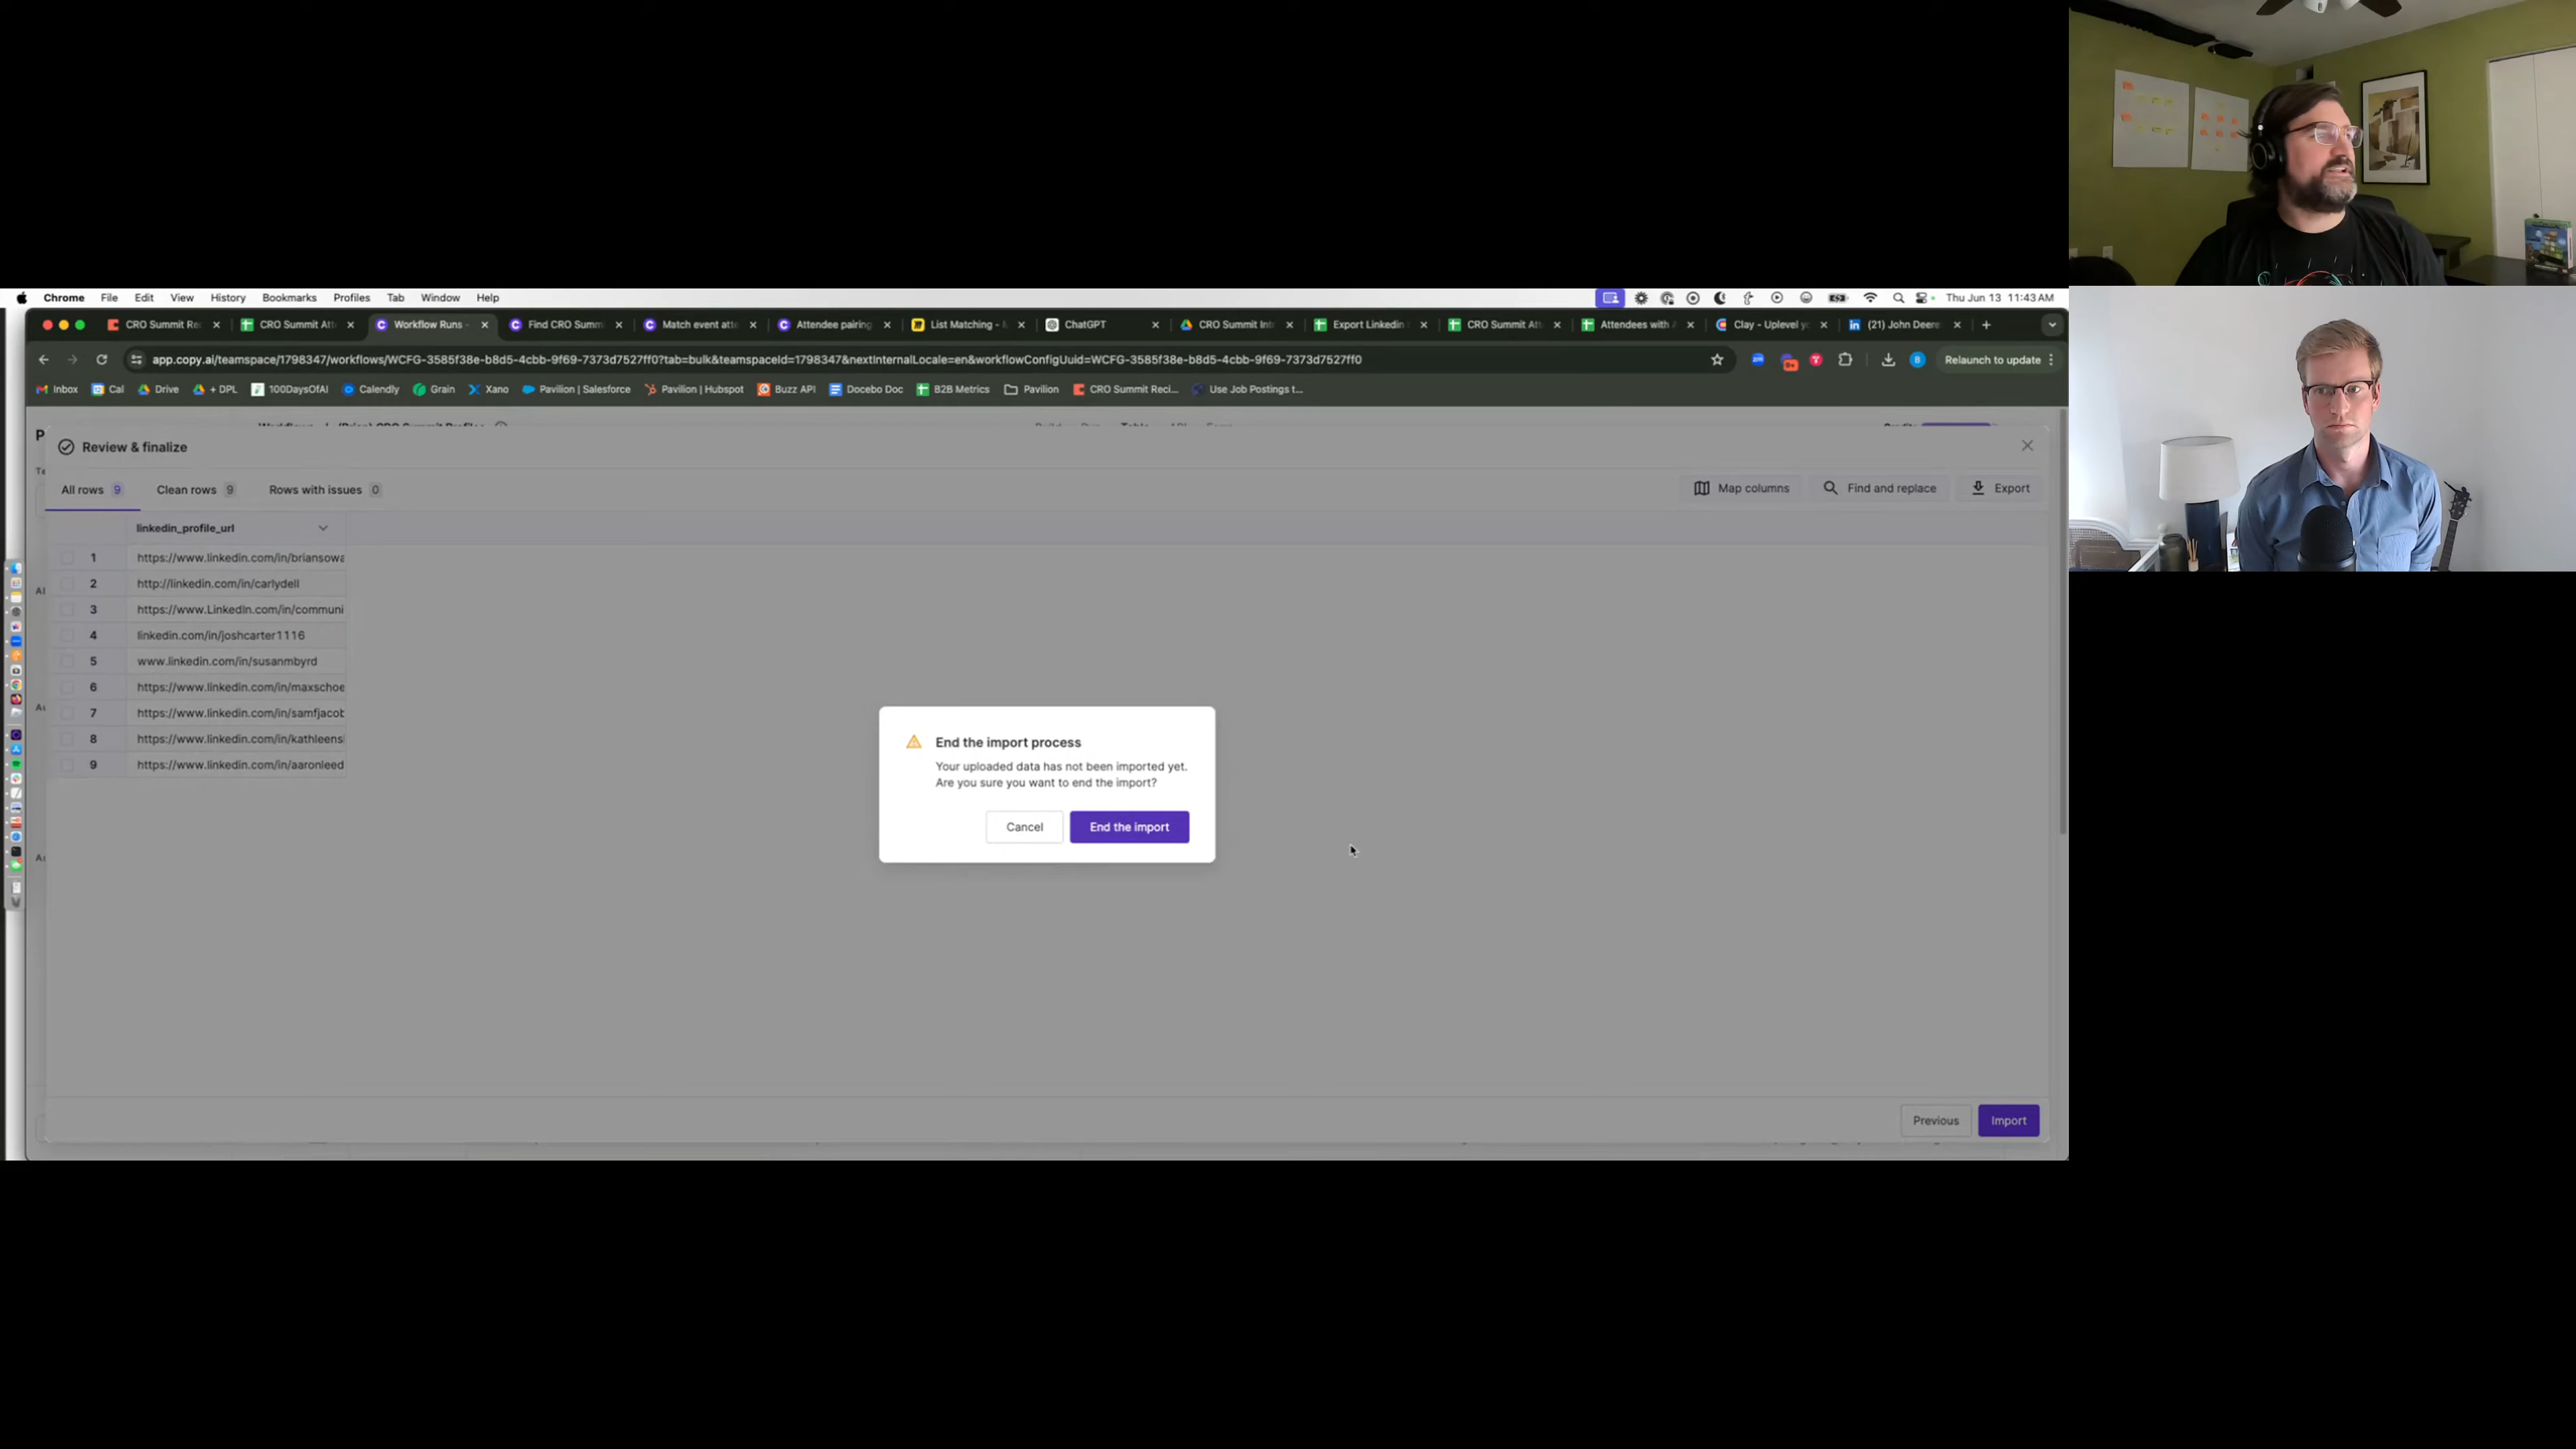 Chrome File Edit View History Bookmarks Profiles Tab Window Help
Thu Jun 13 11:43 AM
CRO Summit Re
CRO Summit Att
Workflow Runs -
Find CRO Summ
Match event atte
Attendee pairing
List Matching -
ChatGPT
CRO Summit Int
Export Linkedin
CRO Summit Att
Attendees with
Clay - Uplevel y
(21) John Deere
app.copy.ai/teamspace/1798347/workflows/WCFG-3585f38e-b8d5-4cbb-9f69-7373d7527ff0?tab=bulk&teamspaceId=1798347&nextInternalLocale=en&workflowConfigUuid=WCFG-3585f38e-b8d5-4cbb-9f69-7373d7527ff0
Relaunch to update
Inbox Cal Drive + DPL 100DaysOfAI Calendly Grain Xano Pavilion | Salesforce Pavilion | Hubspot Buzz API Docebo Doc B2B Metrics Pavilion CRO Summit Reci... Use Job Postings t...
Review & finalize
All rows 9 Clean rows 9 Rows with issues 0
Map columns Find and replace Export
linkedin_profile_url
1 https://www.linkedin.com/in/briansowa
2 http://linkedin.com/in/carlydell
3 https://www.LinkedIn.com/in/communi
4 linkedin.com/in/joshcarter1116
5 www.linkedin.com/in/susanmbyrd
6 https://www.linkedin.com/in/maxschoe
7 https://www.linkedin.com/in/samfjacob
8 https://www.linkedin.com/in/kathleens
9 https://www.linkedin.com/in/aaronleed
End the import process
Your uploaded data has not been imported yet.
Are you sure you want to end the import?
Cancel End the import
Previous Import